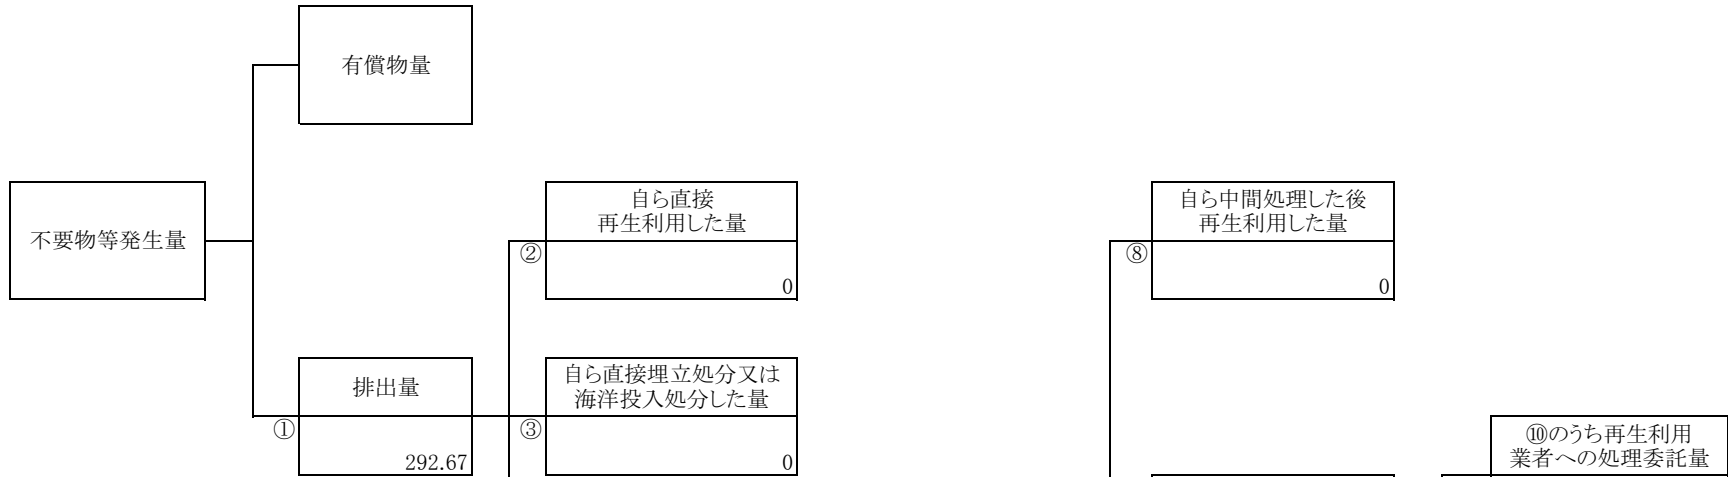 有償物量
不要物等発生量
自ら直接
再生利用した量
②
0
自ら中間処理した後
再生利用した量
⑧
0
排出量
①
292.67
自ら直接埋立処分又は
海洋投入処分した量
③
0
⑩のうち再生利用
業者への処理委託量